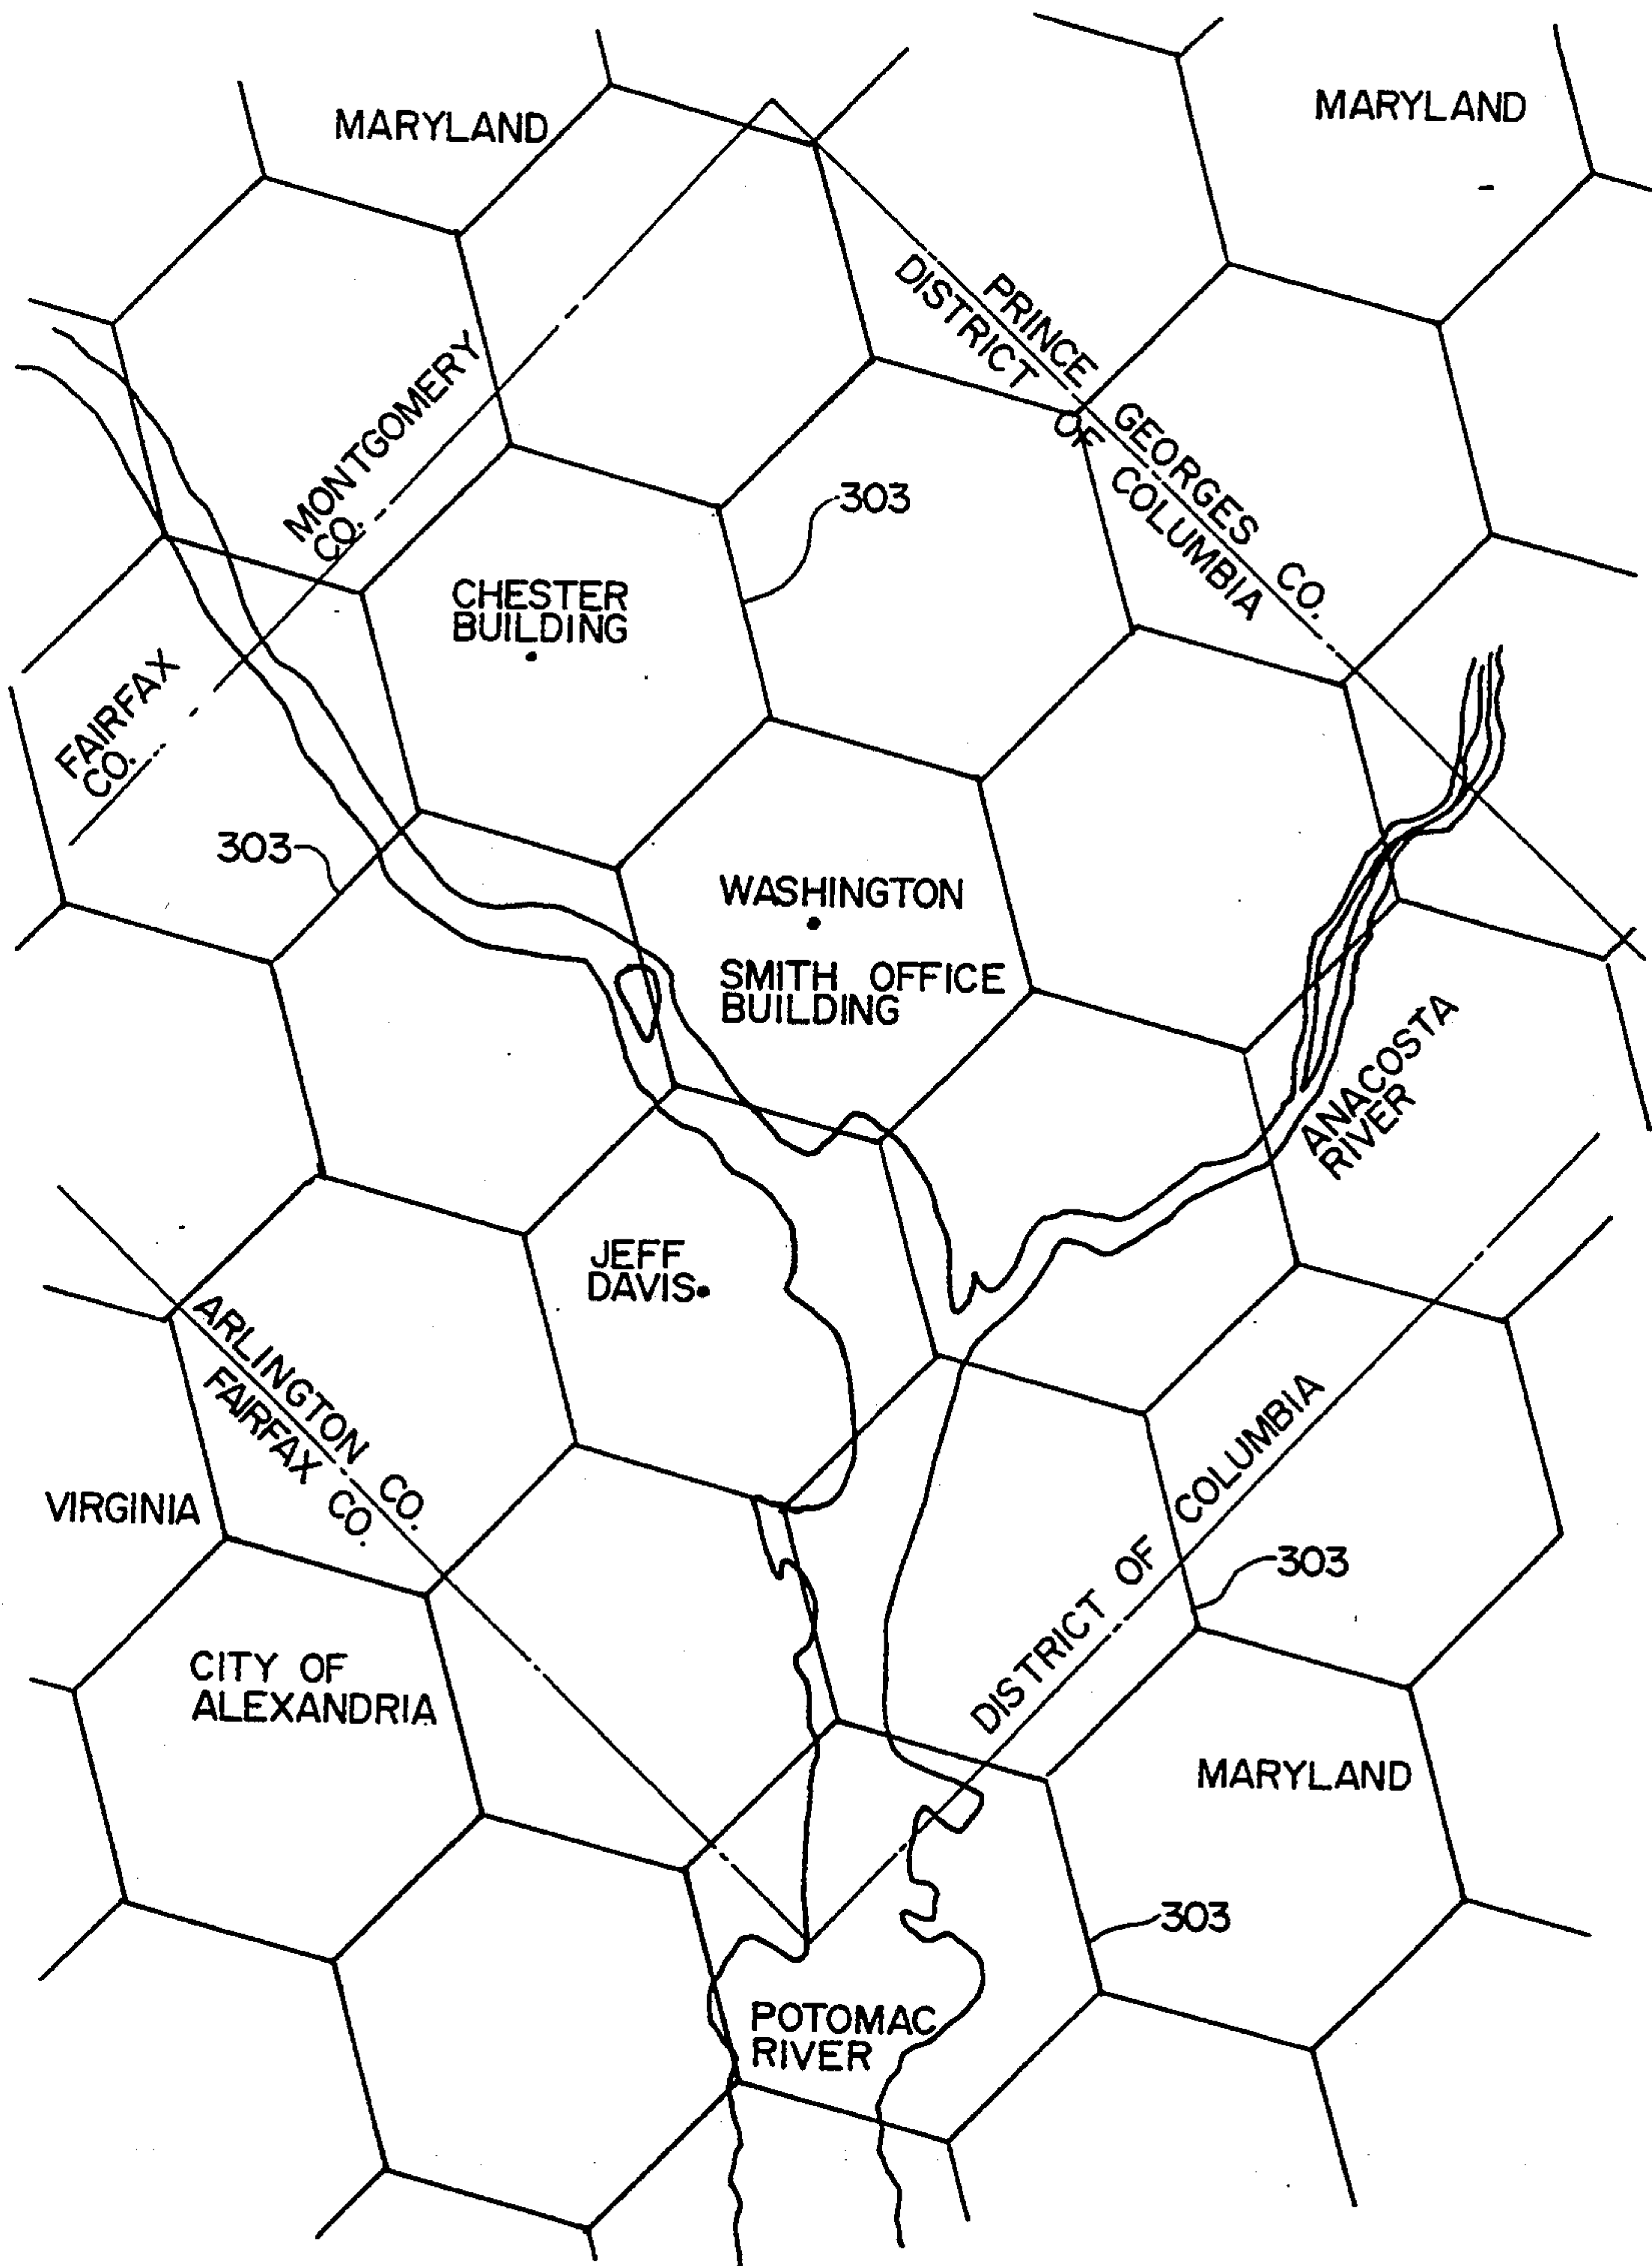 MARYLAND
MARYLAND
PRINCE GEORGES CO.
DISTRICT OF COLUMBIA
MONTGOMERY
CO.
303
CHESTER
BUILDING
FAIRFAX
CO.
303
WASHINGTON
SMITH OFFICE
BUILDING
ANACOSTA
RIVER
JEFF
DAVIS
ARLINGTON CO.
FAIRFAX CO.
VIRGINIA
DISTRICT OF COLUMBIA
303
CITY OF
ALEXANDRIA
MARYLAND
303
POTOMAC
RIVER